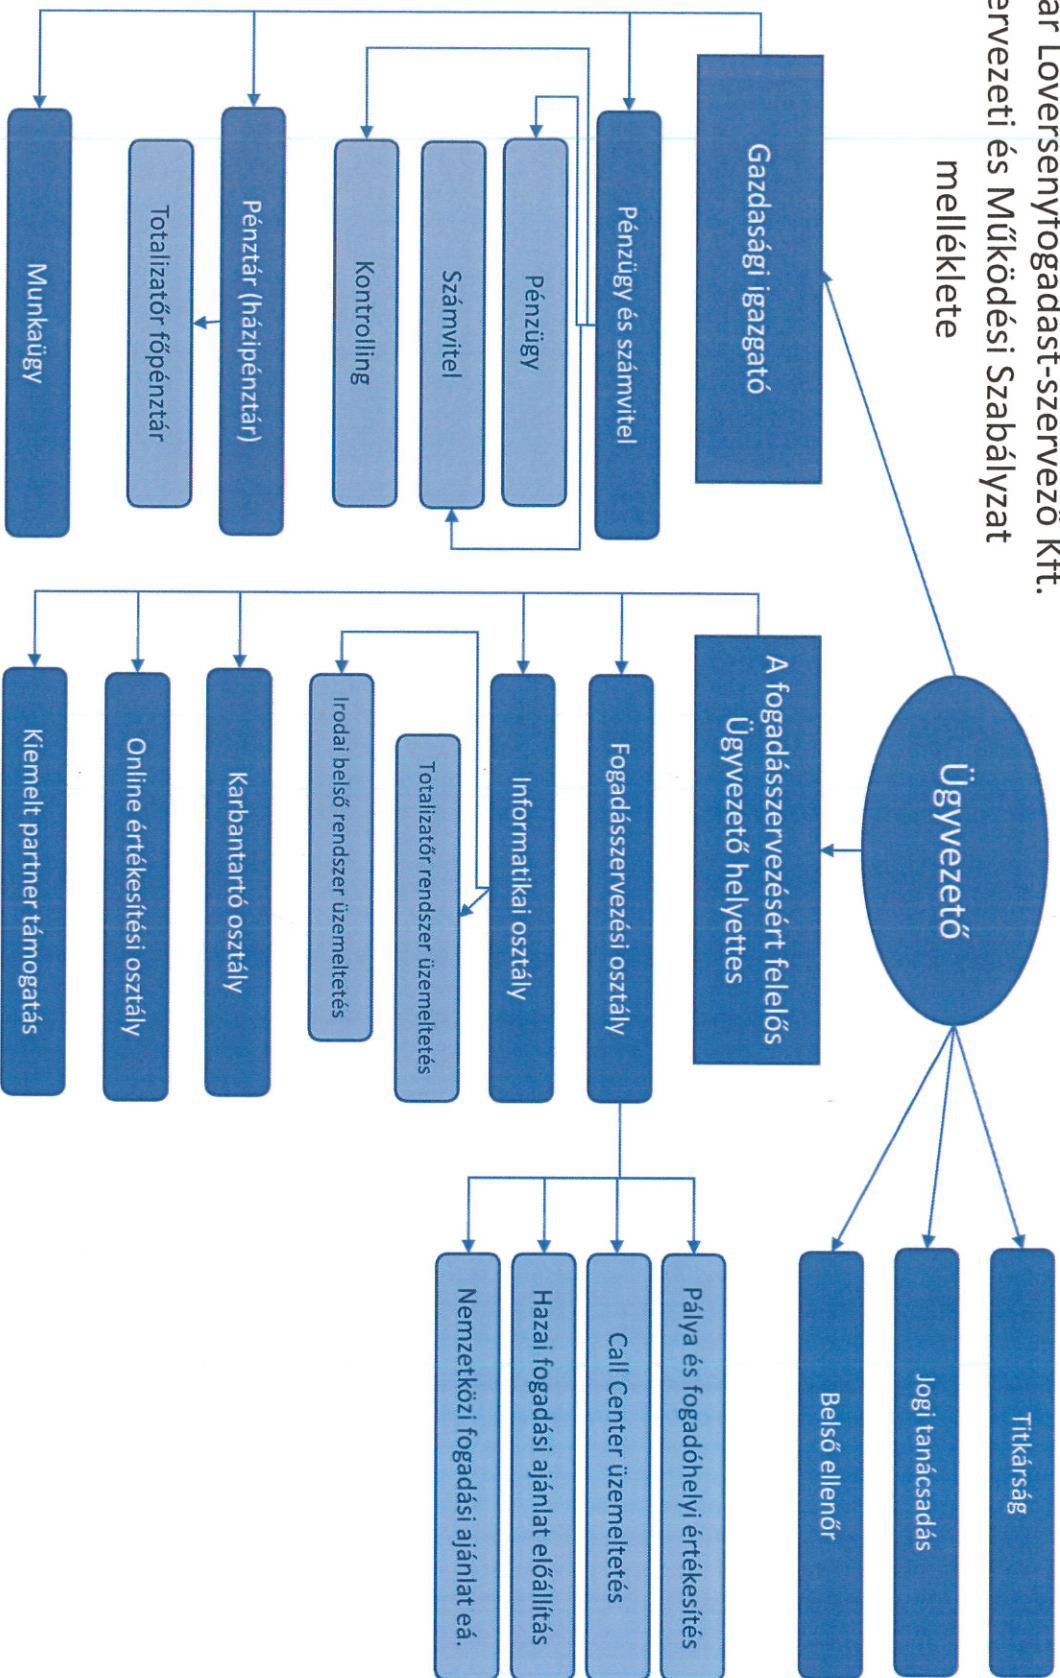 Lóversenyfogadást-szervező Kft.
és Működési Szabályzat
melléklete
Ügyvezető
Gazdasági igazgató
Pénzügy és számvitel
Pénzügy
Számvitel
Kontrolling
Pénztár (házipénztár)
Totalizatőr főpénztár
Munkaügy
A fogadásszervezésért felelős
Ügyvezető helyettes
Fogadásszervezési osztály
Informatikai osztály
Totalizatőr rendszer üzemeltetés
Irodai belső rendszer üzemeltetés
Karbantartó osztály
Online értékesítési osztály
Kiemelt partner támogatás
Titkárság
Jogi tanácsadás
Belső ellenőr
Pálya és fogadóhelyi értékesítés
Call Center üzemeltetés
Hazai fogadási ajánlat előállítás
Nemzetközi fogadási ajánlat eá.